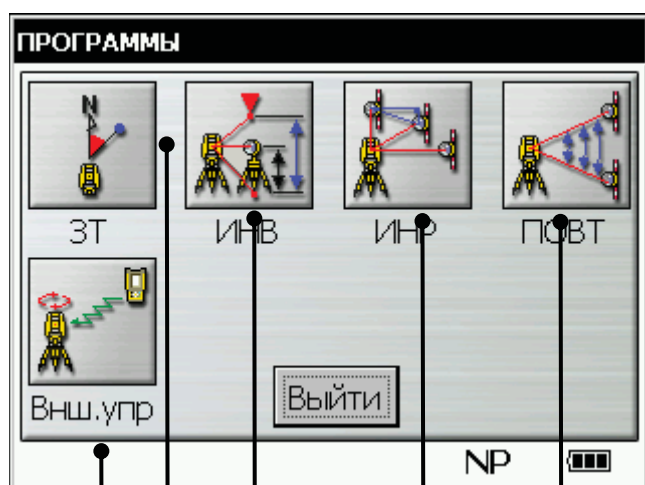 ПРОГРАММЫ
N
ЗТ ИНВ ИНР ПОВТ
Внш.упр
Выйти
NP